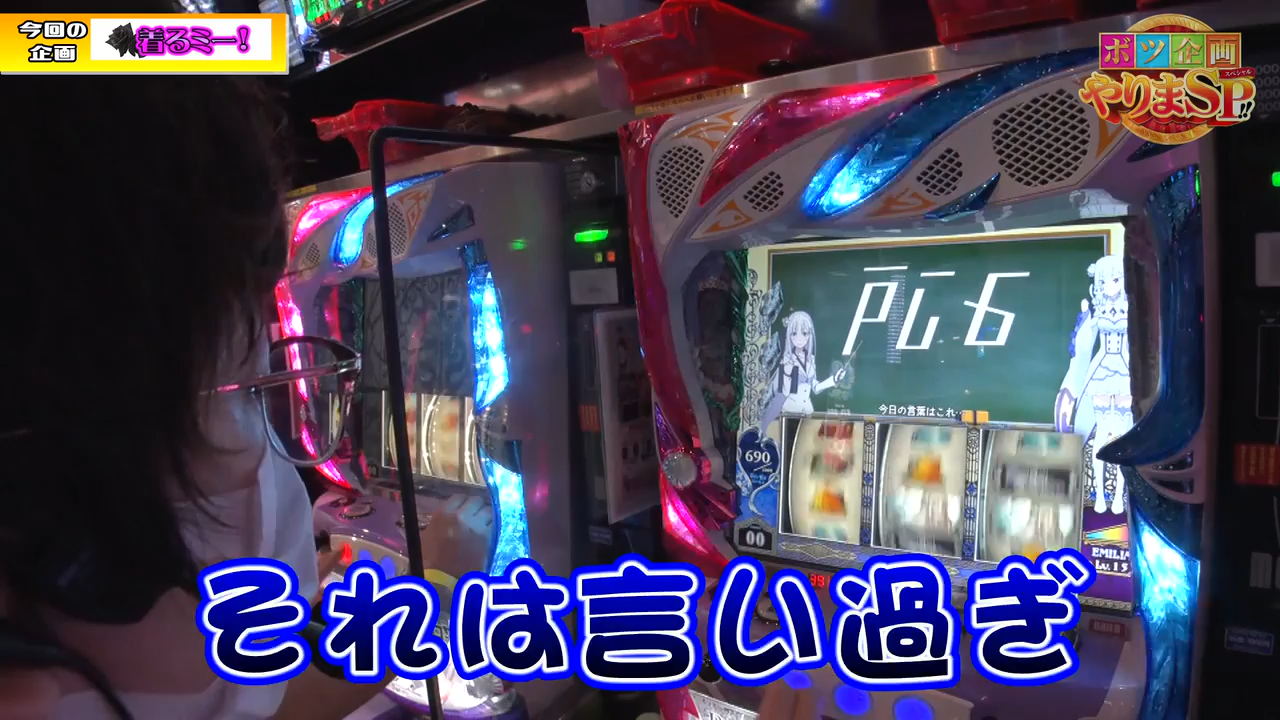 今回の
企画
着るミー!
ボツ企画
スペシャル
やりまSP!!
今日の言葉はこれ…
690
00
EMILIA
Lv.15
それは言い過ぎ